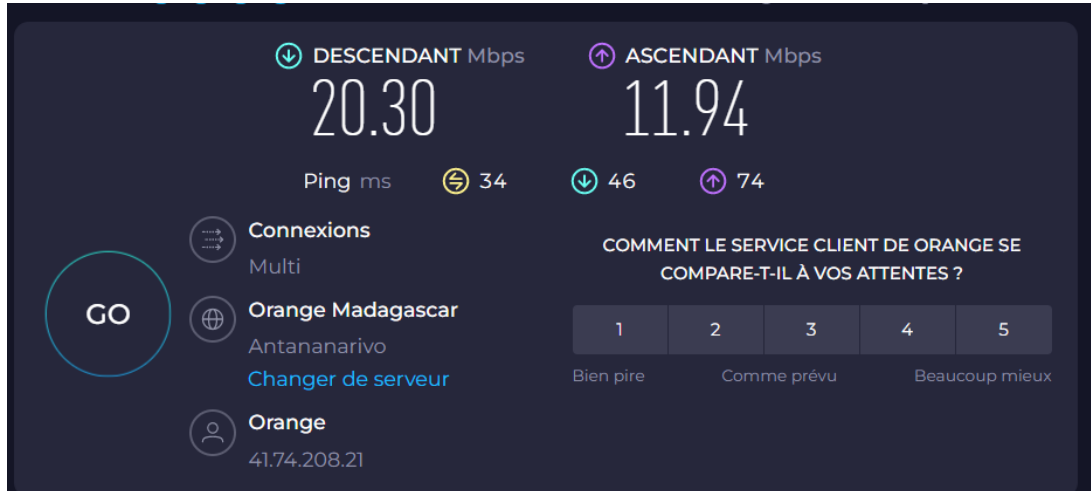 DESCENDANT Mbps
20.30
ASCENDANT Mbps
11.94
Ping ms 34 46 74
Connexions
Multi
GO
Orange Madagascar
Antananarivo
Changer de serveur
Orange
41.74.208.21
COMMENT LE SERVICE CLIENT DE ORANGE SE
COMPARE-T-IL À VOS ATTENTES ?
1 2 3 4 5
Bien pire Comme prévu Beaucoup mieux